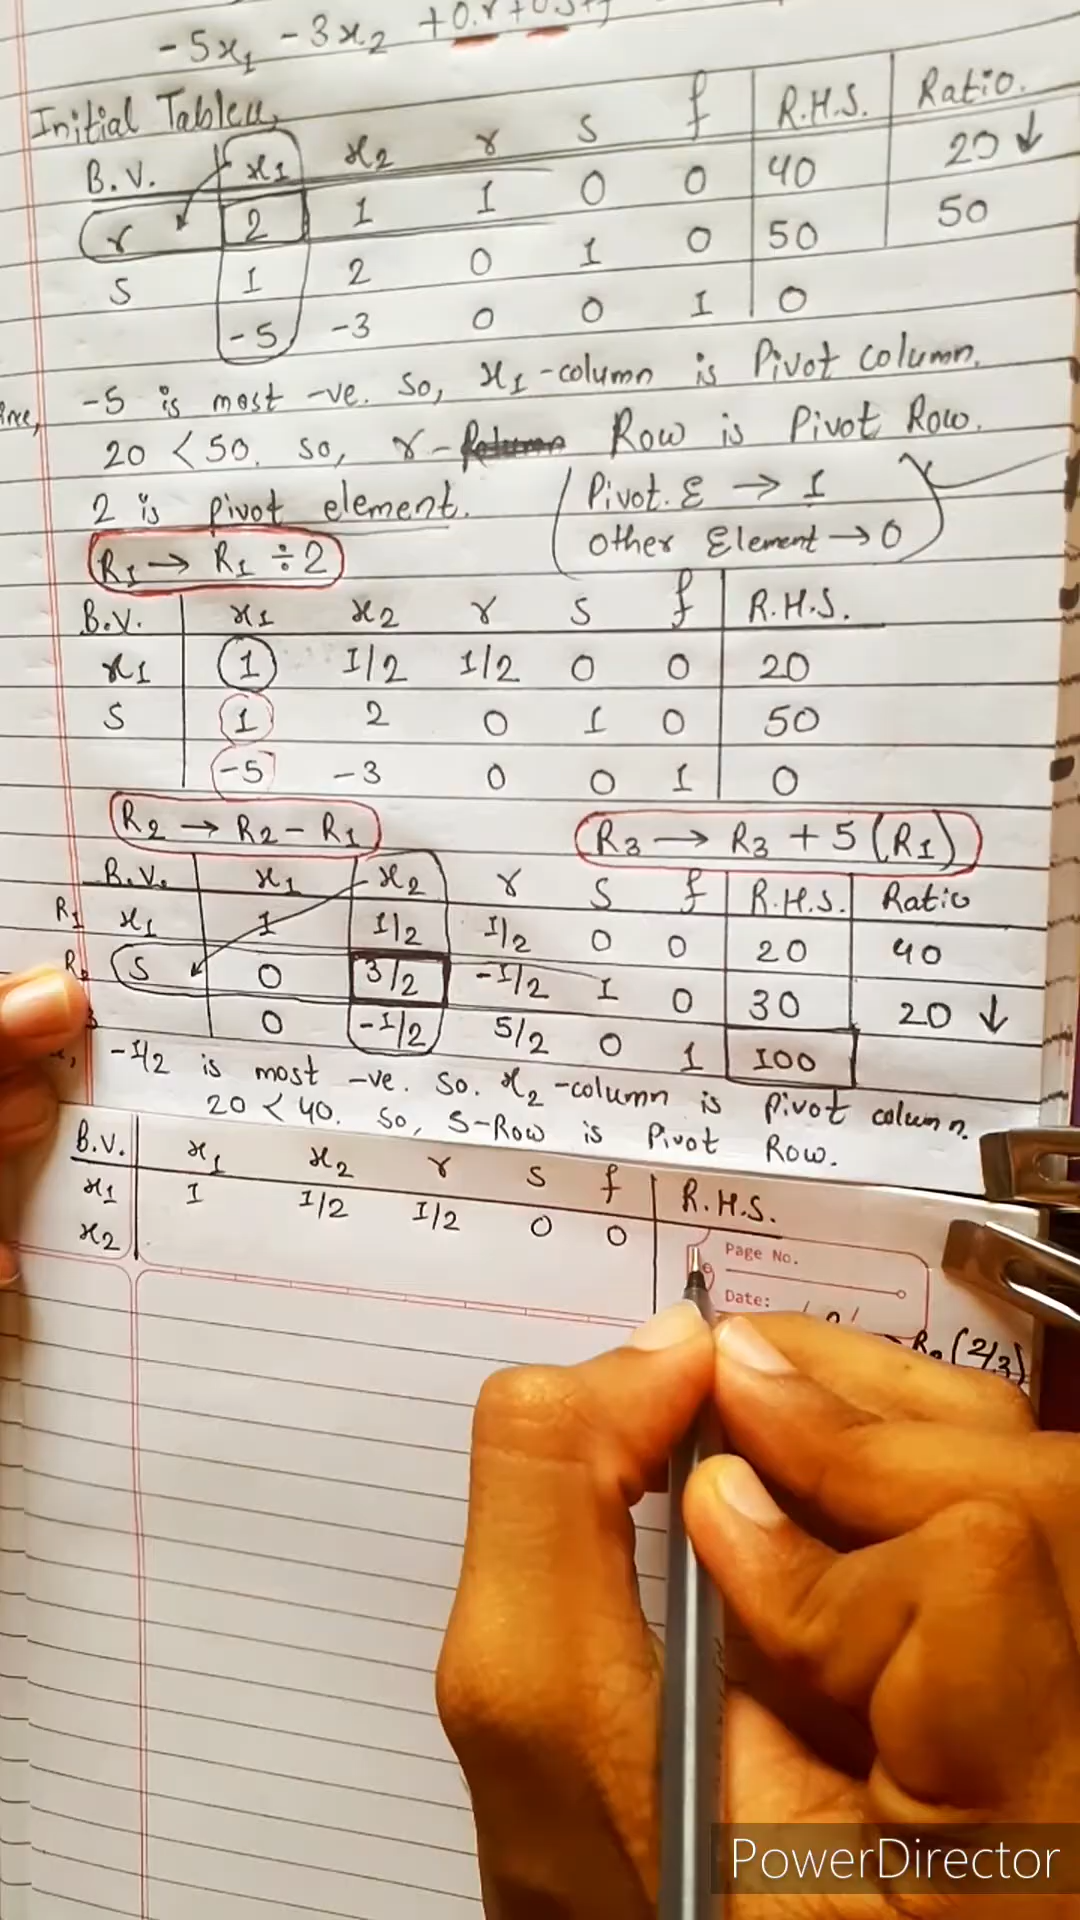 -5x₁ - 3x₂ +0.r+0.s+f
Initial Tableu,
B.V. x₁ x₂ r s f R.H.S. Ratio.
r 2 1 1 0 0 40 20 ↓
s 1 2 0 1 0 50 50
-5 -3 0 0 1 0
-5 is most -ve. So, x₁-column is Pivot column.
20 < 50. so, r- Row is Pivot Row.
2 is pivot element.
Pivot. E → 1
other Element → 0
R₁ → R₁ ÷ 2
B.V. x₁ x₂ r s f R.H.S.
x₁ 1 1/2 1/2 0 0 20
s 1 2 0 1 0 50
-5 -3 0 0 1 0
R₂ → R₂ - R₁ R₃ → R₃ + 5 (R₁)
B.V. x₁ x₂ r s f R.H.S. Ratio
R₁ x₁ 1 1/2 1/2 0 0 20 40
R₂ s 0 3/2 -1/2 1 0 30 20 ↓
0 -1/2 5/2 0 1 100
-1/2 is most -ve. so. x₂-column is pivot column.
20 < 40. so, s-Row is Pivot Row.
B.V. x₁ x₂ r s f R.H.S.
x₁ 1 1/2 1/2 0 0
x₂
Page No.
Date:
(2/3)
PowerDirector